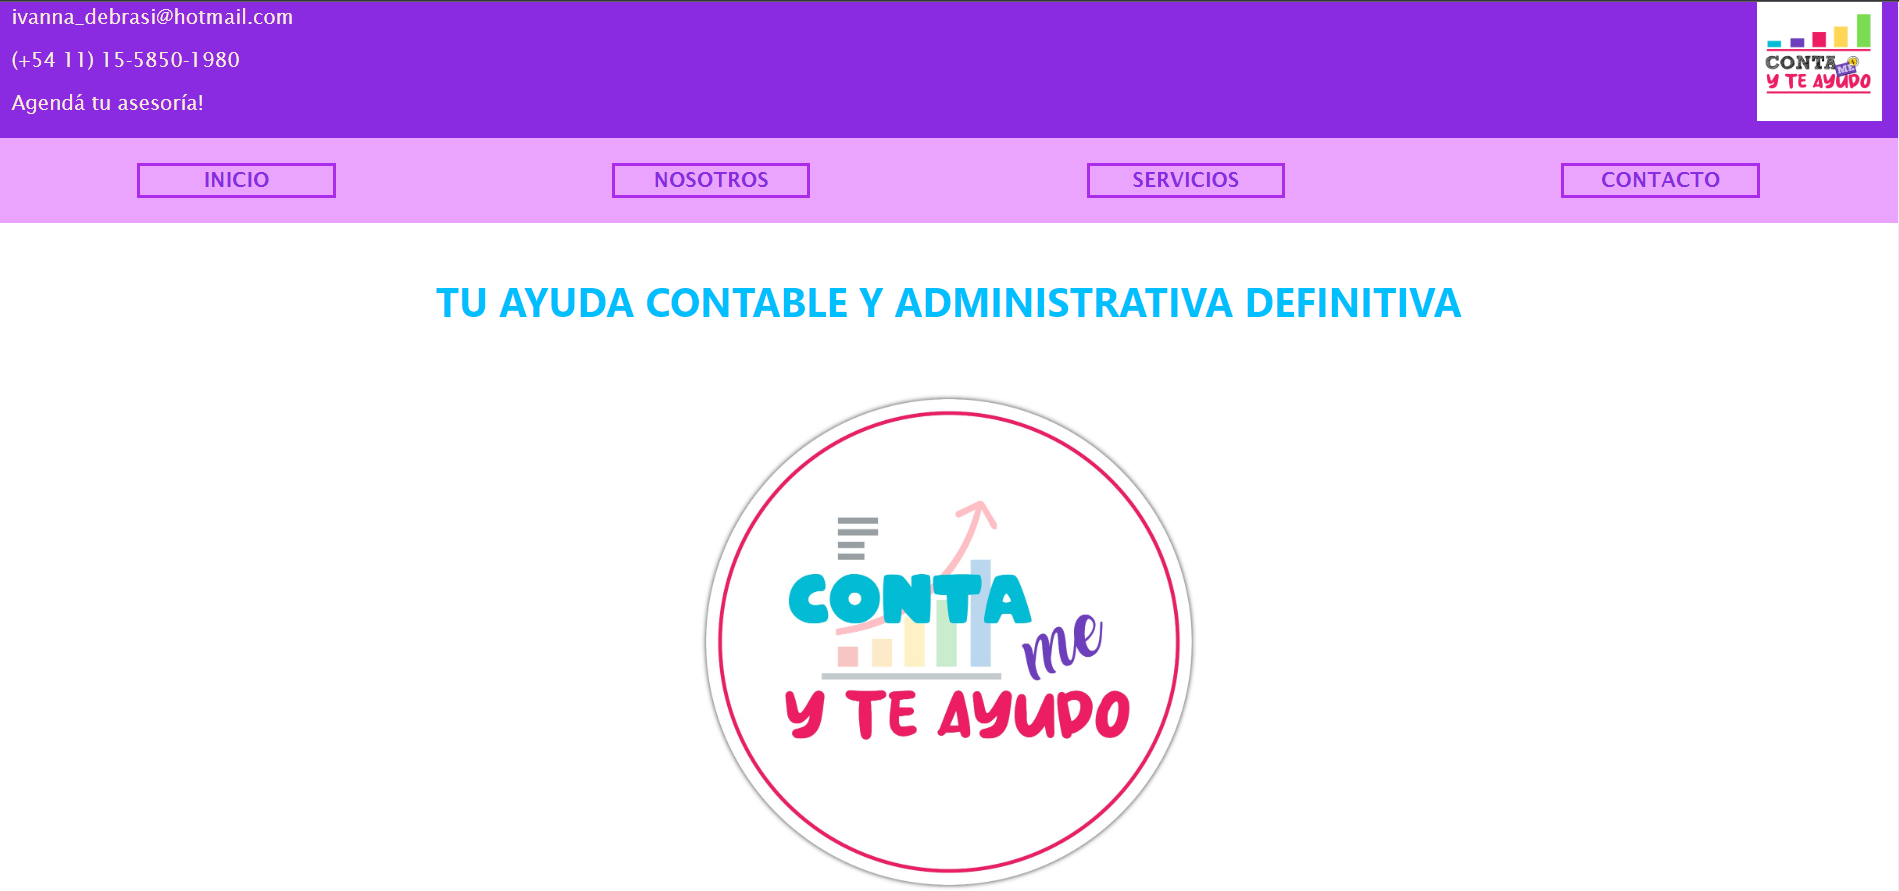 ivanna_debrasi@hotmail.com
(+54 11) 15-5850-1980
Agendá tu asesoría!
CONTA
ME
Y TE AYUDO
INICIO
NOSOTROS
SERVICIOS
CONTACTO
TU AYUDA CONTABLE Y ADMINISTRATIVA DEFINITIVA
CONTA
me
Y TE AYUDO